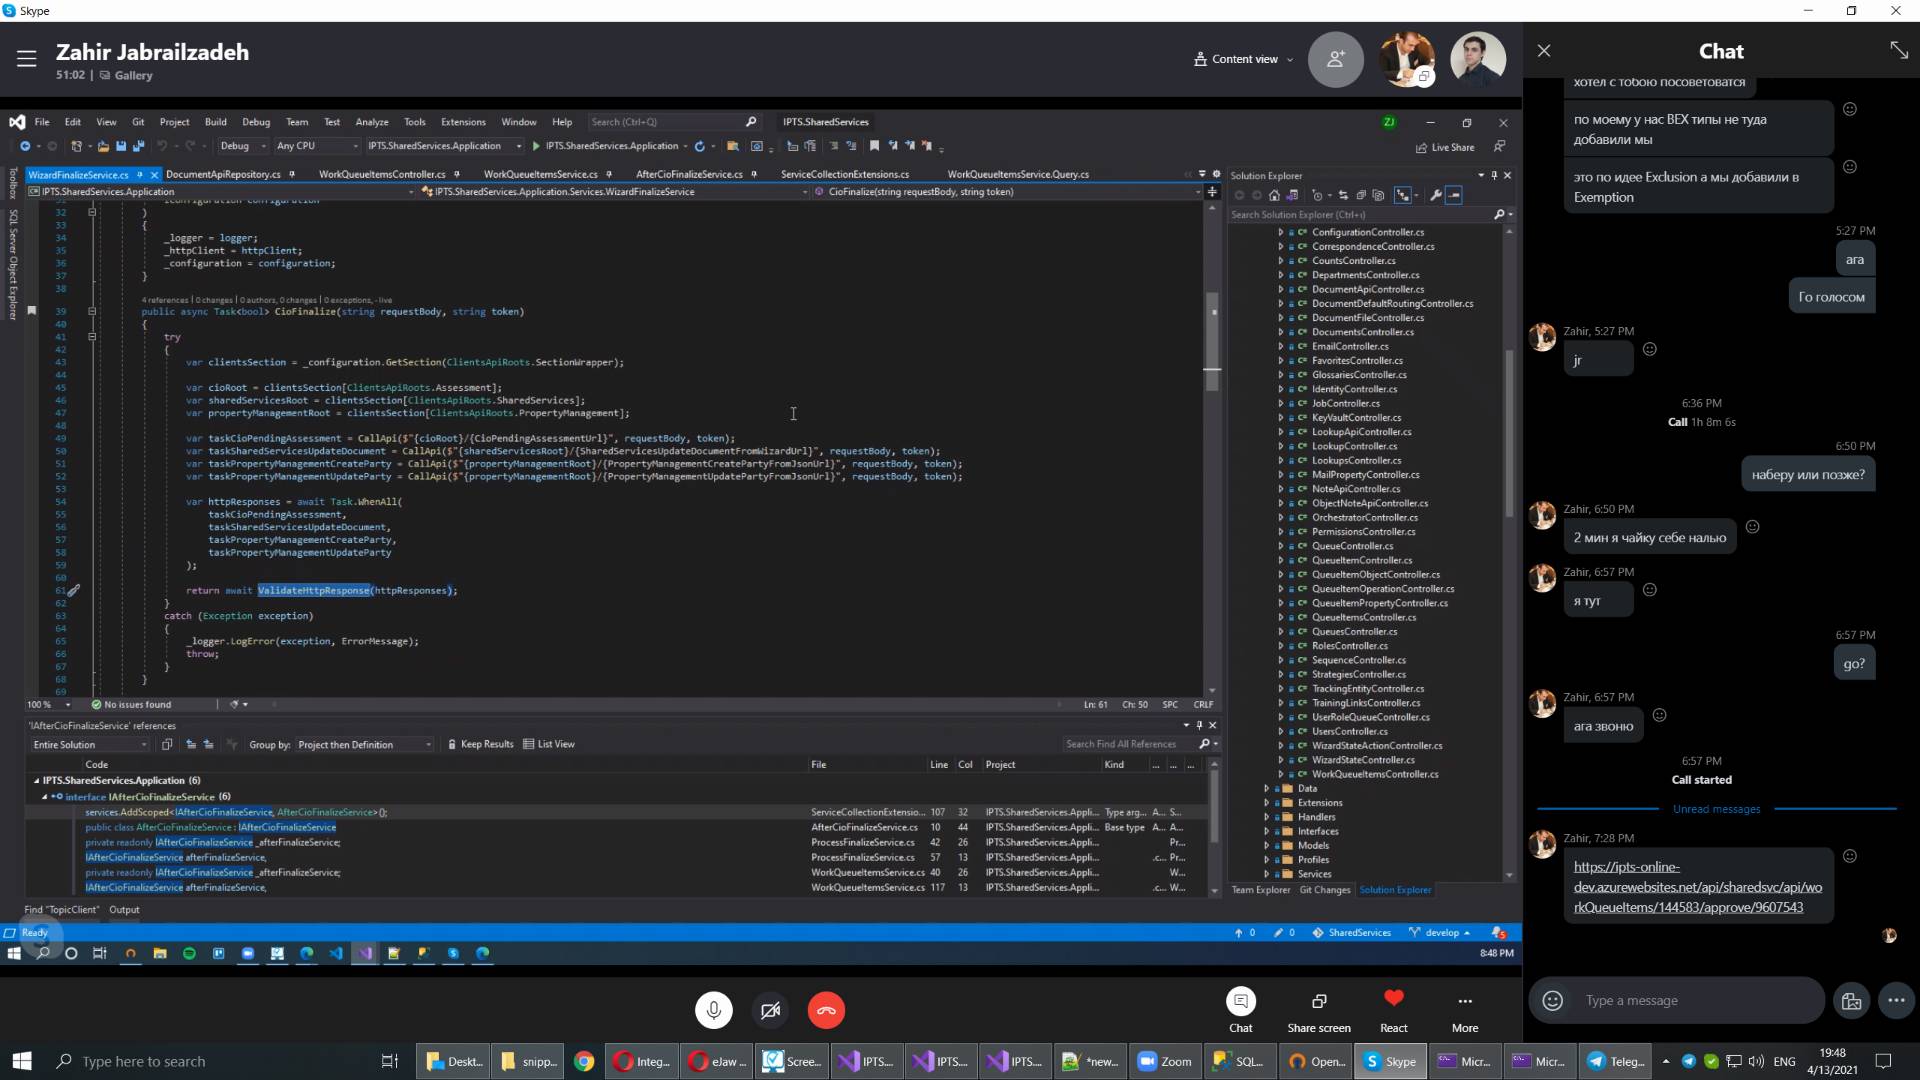 Skype
Zahir Jabrailzadeh
51:02 | Gallery
Content view
Chat
File Edit View Git Project Build Debug Team Test Analyze Tools Extensions Window Help Search (Ctrl+Q) IPTS.SharedServices ZJ
Debug Any CPU IPTS.SharedServices.Application IPTS.SharedServices.Application Live Share
Toolbox
SQL Server Object Explorer
WizardFinalizeService.cs DocumentApiRepository.cs WorkQueueItemsController.cs WorkQueueItemsService.cs AfterCioFinalizeService.cs ServiceCollectionExtensions.cs WorkQueueItemsService.Query.cs
IPTS.SharedServices.Application IPTS.SharedServices.Application.Services.WizardFinalizeService CioFinalize(string requestBody, string token)
32 )
33 {
34 _logger = logger;
35 _httpClient = httpClient;
36 _configuration = configuration;
37 }
38
4 references | 0 changes | 0 authors, 0 changes | 0 exceptions, - live
39 public async Task<bool> CioFinalize(string requestBody, string token)
40 {
41 try
42 {
43 var clientsSection = _configuration.GetSection(ClientsApiRoots.SectionWrapper);
44
45 var cioRoot = clientsSection[ClientsApiRoots.Assessment];
46 var sharedServicesRoot = clientsSection[ClientsApiRoots.SharedServices];
47 var propertyManagementRoot = clientsSection[ClientsApiRoots.PropertyManagement];
48
49 var taskCioPendingAssessment = CallApi($"{cioRoot}/{CioPendingAssessmentUrl}", requestBody, token);
50 var taskSharedServicesUpdateDocument = CallApi($"{sharedServicesRoot}/{SharedServicesUpdateDocumentFromWizardUrl}", requestBody, token);
51 var taskPropertyManagementCreateParty = CallApi($"{propertyManagementRoot}/{PropertyManagementCreatePartyFromJsonUrl}", requestBody, token);
52 var taskPropertyManagementUpdateParty = CallApi($"{propertyManagementRoot}/{PropertyManagementUpdatePartyFromJsonUrl}", requestBody, token);
53
54 var httpResponses = await Task.WhenAll(
55 taskCioPendingAssessment,
56 taskSharedServicesUpdateDocument,
57 taskPropertyManagementCreateParty,
58 taskPropertyManagementUpdateParty
59 );
60
61 return await ValidateHttpResponse(httpResponses);
62 }
63 catch (Exception exception)
64 {
65 _logger.LogError(exception, ErrorMessage);
66 throw;
67 }
68 }
69
100 % No issues found Ln: 61 Ch: 50 SPC CRLF
'IAfterCioFinalizeService' references
Entire Solution Group by: Project then Definition Keep Results List View Search Find All References
Code File Line Col Project Kind ... ... ...
IPTS.SharedServices.Application (6)
interface IAfterCioFinalizeService (6)
services.AddScoped<IAfterCioFinalizeService, AfterCioFinalizeService>(); ServiceCollectionExtensio... 107 32 IPTS.SharedServices.Appli... Type arg... A... S...
public class AfterCioFinalizeService : IAfterCioFinalizeService AfterCioFinalizeService.cs 10 44 IPTS.SharedServices.Appli... Base type A... A...
private readonly IAfterCioFinalizeService _afterFinalizeService; ProcessFinalizeService.cs 42 26 IPTS.SharedServices.Appli... Pr...
IAfterCioFinalizeService afterFinalizeService, ProcessFinalizeService.cs 57 13 IPTS.SharedServices.Appli... .c... Pr...
private readonly IAfterCioFinalizeService _afterFinalizeService; WorkQueueItemsService.cs 40 26 IPTS.SharedServices.Appli... W...
IAfterCioFinalizeService afterFinalizeService, WorkQueueItemsService.cs 117 13 IPTS.SharedServices.Appli... .c... W...
Find "TopicClient" Output
Solution Explorer
Search Solution Explorer (Ctrl+;)
ConfigurationController.cs
CorrespondenceController.cs
CountsController.cs
DepartmentsController.cs
DocumentApiController.cs
DocumentDefaultRoutingController.cs
DocumentFileController.cs
DocumentsController.cs
EmailController.cs
FavoritesController.cs
GlossariesController.cs
IdentityController.cs
JobController.cs
KeyVaultController.cs
LookupApiController.cs
LookupController.cs
LookupsController.cs
MailPropertyController.cs
NoteApiController.cs
ObjectNoteApiController.cs
OrchestratorController.cs
PermissionsController.cs
QueueController.cs
QueueItemController.cs
QueueItemObjectController.cs
QueueItemOperationController.cs
QueueItemPropertyController.cs
QueueItemsController.cs
QueuesController.cs
RolesController.cs
SequenceController.cs
StrategiesController.cs
TrackingEntityController.cs
TrainingLinksController.cs
UserRoleQueueController.cs
UsersController.cs
WizardStateActionController.cs
WizardStateController.cs
WorkQueueItemsController.cs
Data
Extensions
Handlers
Interfaces
Models
Profiles
Services
Team Explorer Git Changes Solution Explorer
Ready 0 0 SharedServices develop 5
8:48 PM
хотел с тобою посоветоватся
по моему у нас BEX типы не туда
добавили мы
это по идее Exclusion а мы добавили в
Exemption
5:27 PM
ага
Го голосом
Zahir, 5:27 PM
jr
6:36 PM
Call 1h 8m 6s
6:50 PM
наберу или позже?
Zahir, 6:50 PM
2 мин я чайку себе налью
Zahir, 6:57 PM
я тут
6:57 PM
go?
Zahir, 6:57 PM
ага звоню
6:57 PM
Call started
Unread messages
Zahir, 7:28 PM
https://ipts-online-
dev.azurewebsites.net/api/sharedsvc/api/wo
rkQueueItems/144583/approve/9607543
Type a message
Chat Share screen React More
Type here to search Deskt... snipp... Integ... eJaw ... Scree... IPTS.... IPTS.... IPTS.... *new... Zoom SQL... Open... Skype Micr... Micr... Teleg... ENG 19:48
4/13/2021